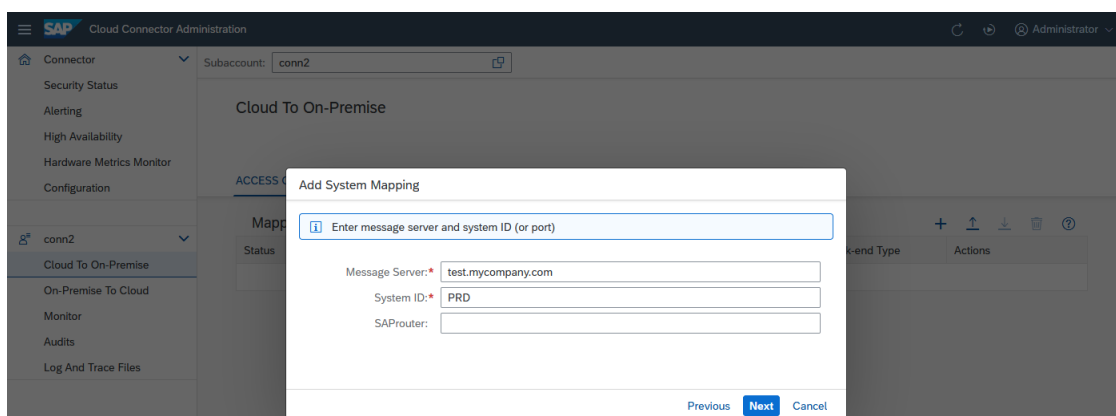 SAP Cloud Connector Administration Administrator
Connector
Subaccount: conn2
Security Status
Alerting
Cloud To On-Premise
High Availability
Hardware Metrics Monitor
Configuration
ACCESS
Add System Mapping
Mapp
i Enter message server and system ID (or port)
conn2
Status
k-end Type Actions
Cloud To On-Premise
Message Server:* test.mycompany.com
On-Premise To Cloud
System ID:* PRD
Monitor
SAProuter:
Audits
Log And Trace Files
Previous Next Cancel